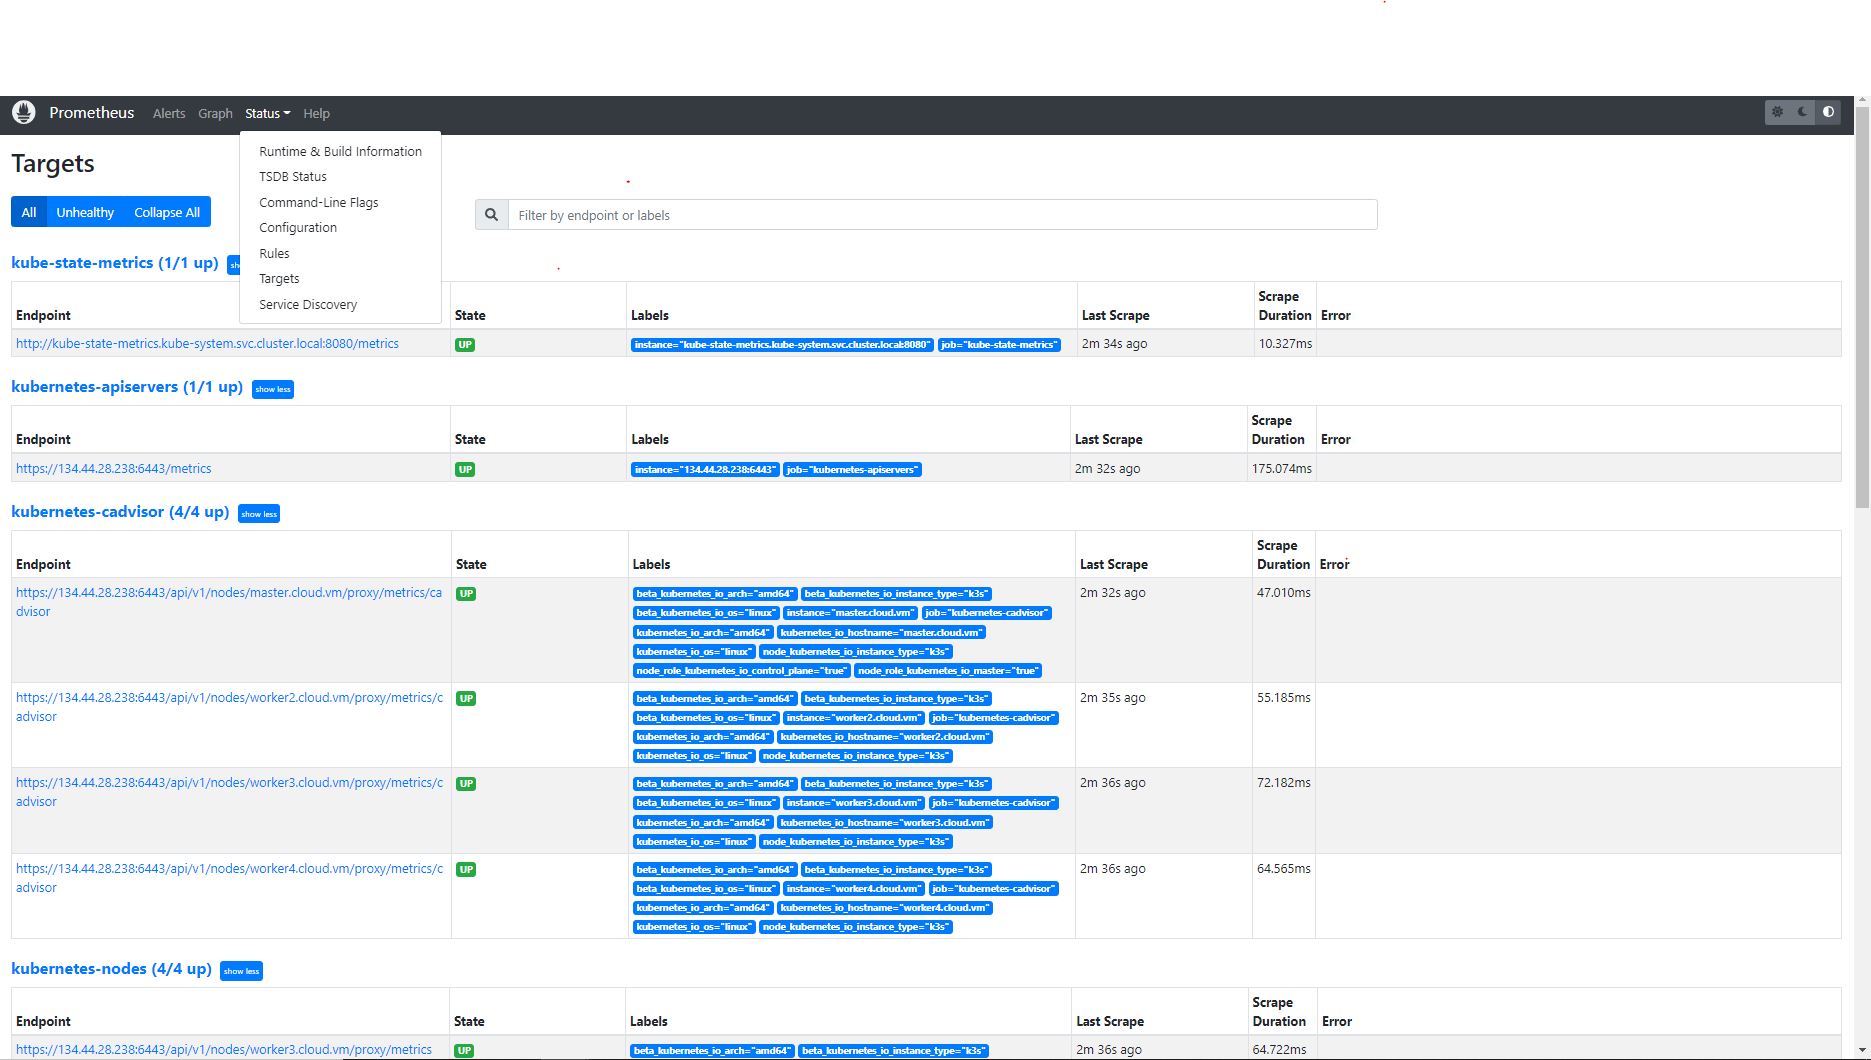 Prometheus Alerts Graph Status Help
Runtime & Build Information
TSDB Status
Command-Line Flags
Configuration
Rules
Targets
Service Discovery
Targets
All Unhealthy Collapse All
Filter by endpoint or labels
kube-state-metrics (1/1 up) sh
Endpoint State Labels Last Scrape Scrape Duration Error
http://kube-state-metrics.kube-system.svc.cluster.local:8080/metrics UP instance="kube-state-metrics.kube-system.svc.cluster.local:8080" job="kube-state-metrics" 2m 34s ago 10.327ms
kubernetes-apiservers (1/1 up) show less
Endpoint State Labels Last Scrape Scrape Duration Error
https://134.44.28.238:6443/metrics UP instance="134.44.28.238:6443" job="kubernetes-apiservers" 2m 32s ago 175.074ms
kubernetes-cadvisor (4/4 up) show less
Endpoint State Labels Last Scrape Scrape Duration Error
https://134.44.28.238:6443/api/v1/nodes/master.cloud.vm/proxy/metrics/ca
dvisor
UP
beta_kubernetes_io_arch="amd64" beta_kubernetes_io_instance_type="k3s"
beta_kubernetes_io_os="linux" instance="master.cloud.vm" job="kubernetes-cadvisor"
kubernetes_io_arch="amd64" kubernetes_io_hostname="master.cloud.vm"
kubernetes_io_os="linux" node_kubernetes_io_instance_type="k3s"
node_role_kubernetes_io_control_plane="true" node_role_kubernetes_io_master="true"
2m 32s ago 47.010ms
https://134.44.28.238:6443/api/v1/nodes/worker2.cloud.vm/proxy/metrics/c
advisor
UP
beta_kubernetes_io_arch="amd64" beta_kubernetes_io_instance_type="k3s"
beta_kubernetes_io_os="linux" instance="worker2.cloud.vm" job="kubernetes-cadvisor"
kubernetes_io_arch="amd64" kubernetes_io_hostname="worker2.cloud.vm"
kubernetes_io_os="linux" node_kubernetes_io_instance_type="k3s"
2m 35s ago 55.185ms
https://134.44.28.238:6443/api/v1/nodes/worker3.cloud.vm/proxy/metrics/c
advisor
UP
beta_kubernetes_io_arch="amd64" beta_kubernetes_io_instance_type="k3s"
beta_kubernetes_io_os="linux" instance="worker3.cloud.vm" job="kubernetes-cadvisor"
kubernetes_io_arch="amd64" kubernetes_io_hostname="worker3.cloud.vm"
kubernetes_io_os="linux" node_kubernetes_io_instance_type="k3s"
2m 36s ago 72.182ms
https://134.44.28.238:6443/api/v1/nodes/worker4.cloud.vm/proxy/metrics/c
advisor
UP
beta_kubernetes_io_arch="amd64" beta_kubernetes_io_instance_type="k3s"
beta_kubernetes_io_os="linux" instance="worker4.cloud.vm" job="kubernetes-cadvisor"
kubernetes_io_arch="amd64" kubernetes_io_hostname="worker4.cloud.vm"
kubernetes_io_os="linux" node_kubernetes_io_instance_type="k3s"
2m 36s ago 64.565ms
kubernetes-nodes (4/4 up) show less
Endpoint State Labels Last Scrape Scrape Duration Error
https://134.44.28.238:6443/api/v1/nodes/worker3.cloud.vm/proxy/metrics UP beta_kubernetes_io_arch="amd64" beta_kubernetes_io_instance_type="k3s" 2m 36s ago 64.722ms